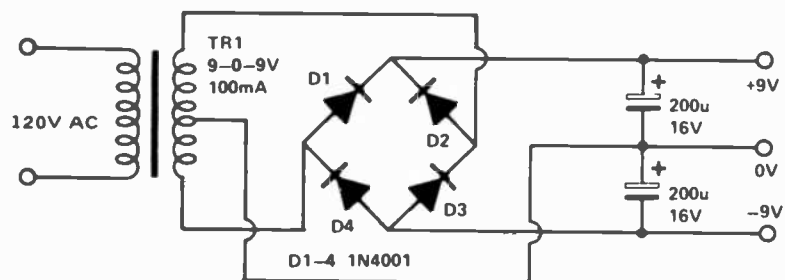 TR1
9-0-9V
100mA
120V AC
D1
D2
D3
D4
D1-4 1N4001
+
200u
16V
+
200u
16V
+9V
0V
-9V